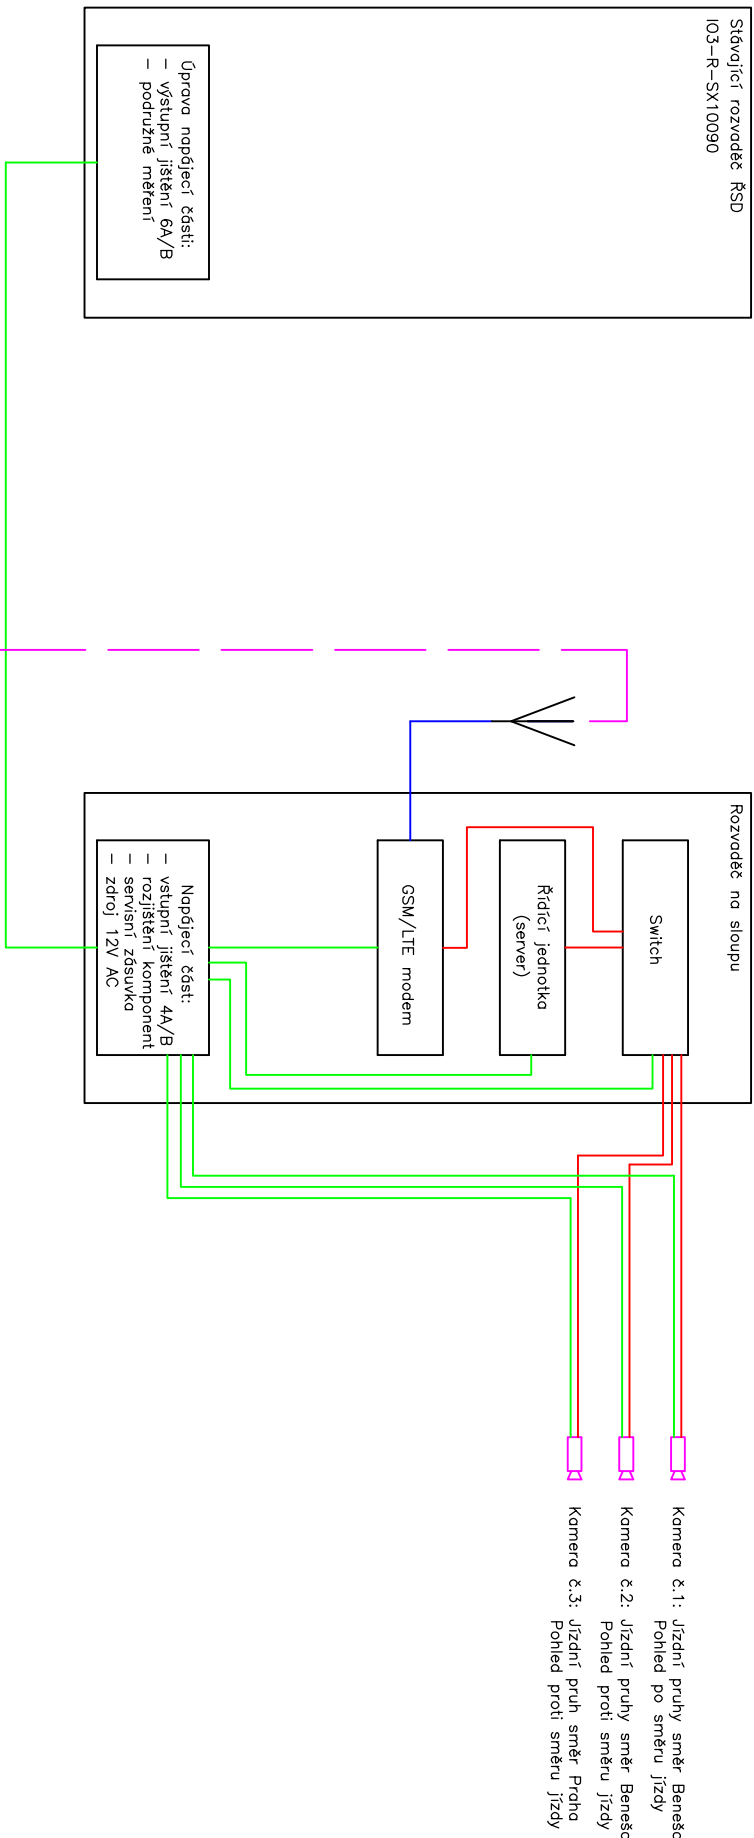 Stávající rozvaděč ŘSD
I03-R-SX10090
Úprava napájecí části:
- výstupní jištění 6A/B
- podružné měření
Rozvaděč na sloupu
Switch
Řídící jednotka
(server)
GSM/LTE modem
Napájecí část:
- vstupní jištění 4A/B
- rozjištění komponent
- servisní zásuvka
- zdroj 12V AC
Kamera č.1: Jízdní pruhy směr
Pohled po směru jízdy
Kamera č.2: Jízdní pruhy směr
Pohled proti směru jízdy
Kamera č.3: Jízdní pruh směr Praha
Pohled proti směru jízdy